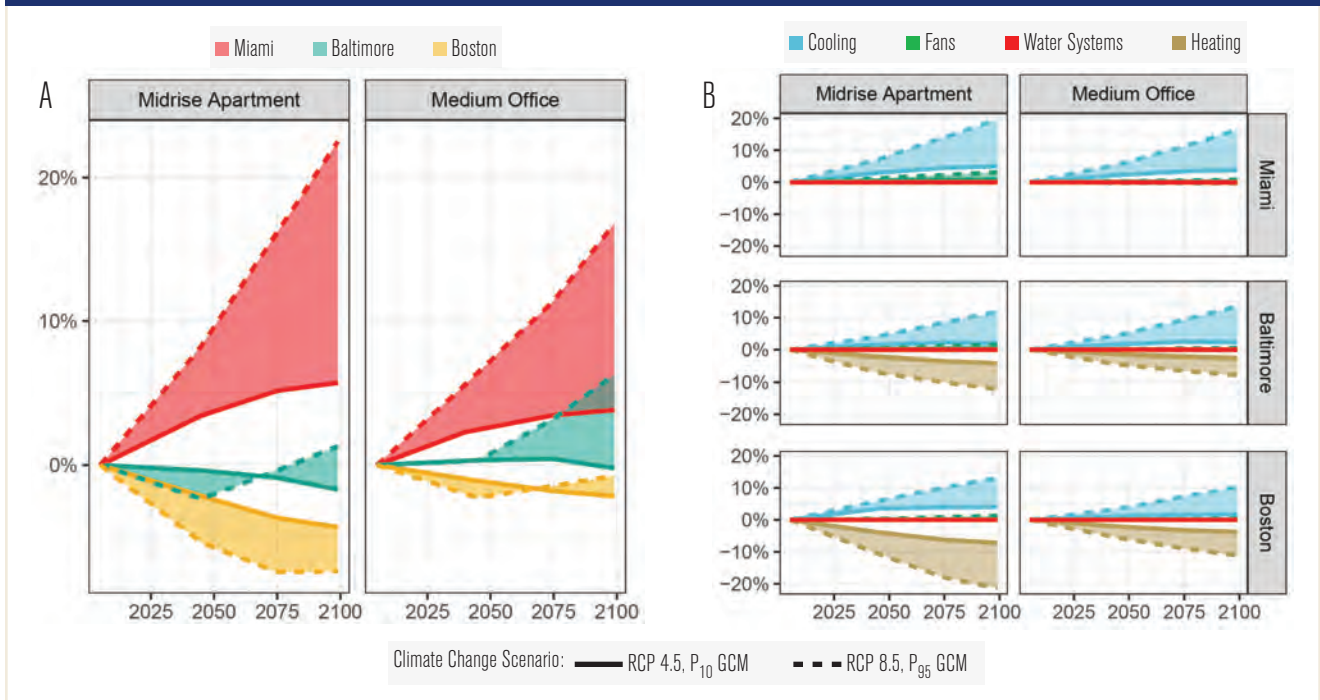 Miami Baltimore Boston
A
Midrise Apartment Medium Office
20%
10%
0%
2025 2050 2075 2100 2025 2050 2075 2100
Cooling Fans Water Systems Heating
B
Midrise Apartment Medium Office
20%
10%
0%
−10%
−20%
Miami
20%
10%
0%
−10%
−20%
Baltimore
20%
10%
0%
−10%
−20%
Boston
2025 2050 2075 2100 2025 2050 2075 2100
Climate Change Scenario: RCP 4.5, P10 GCM RCP 8.5, P95 GCM